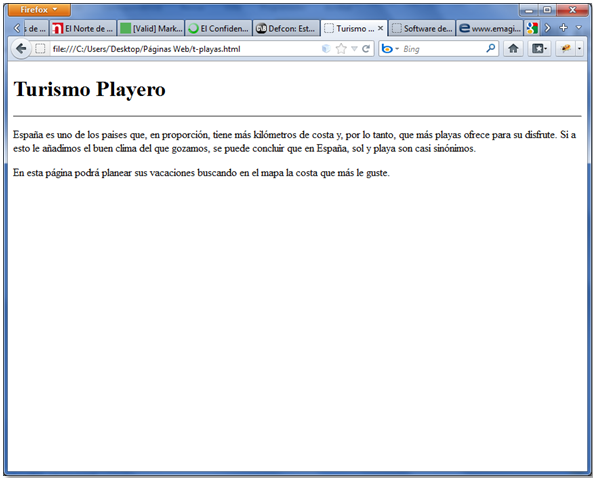 Firefox
s de ...
El Norte de ...
[Valid] Mark...
El Confiden...
Defcon: Est...
Turismo ...
Software de...
www.emagi...
file:///C:/Users/Desktop/Páginas Web/t-playas.html
Bing
Turismo Playero
España es uno de los paises que, en proporción, tiene más kilómetros de costa y, por lo tanto, que más playas ofrece para su disfrute. Si a
esto le añadimos el buen clima del que gozamos, se puede concluir que en España, sol y playa son casi sinónimos.
En esta página podrá planear sus vacaciones buscando en el mapa la costa que más le guste.